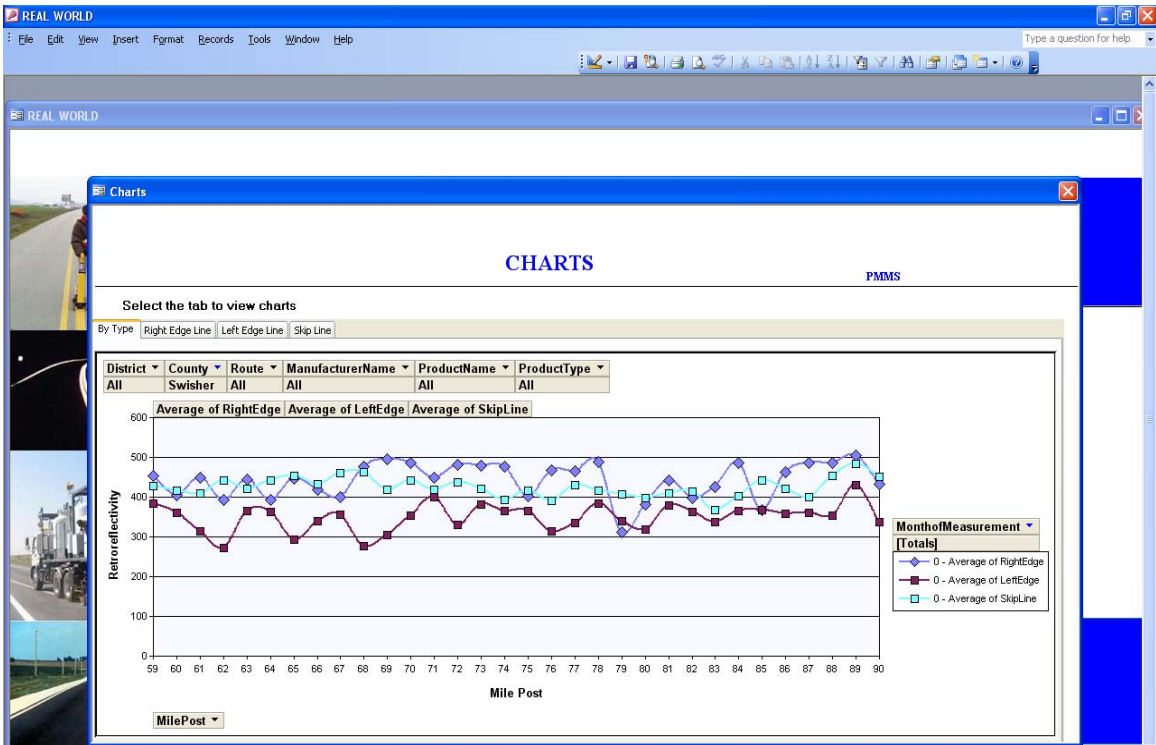 REAL WORLD
File Edit View Insert Format Records Tools Window Help
Type a question for help
REAL WORLD
Charts
CHARTS
PMMS
Select the tab to view charts
By Type Right Edge Line Left Edge Line Skip Line
District County Route ManufacturerName ProductName ProductType
All Swisher All All All All
Average of RightEdge Average of LeftEdge Average of SkipLine
600
500
400
300
200
100
0
Retroreflectivity
59 60 61 62 63 64 65 66 67 68 69 70 71 72 73 74 75 76 77 78 79 80 81 82 83 84 85 86 87 88 89 90
Mile Post
MilePost
MonthofMeasurement
[Totals]
0 - Average of RightEdge
0 - Average of LeftEdge
0 - Average of SkipLine